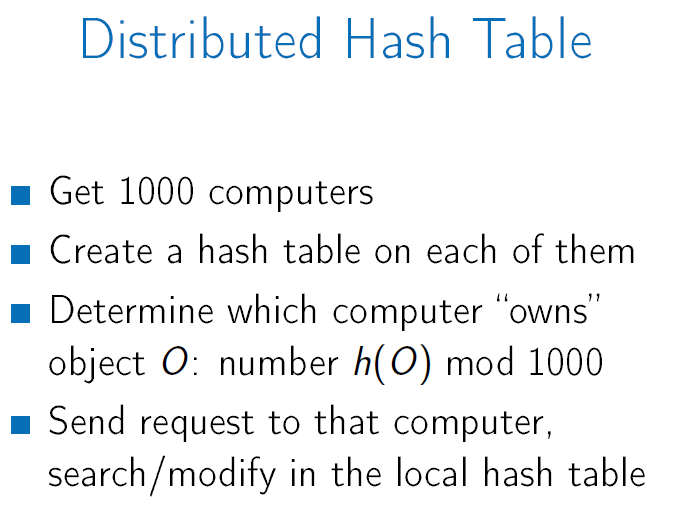 Distributed Hash Table
Get 1000 computers
Create a hash table on each of them
Determine which computer “owns”
object O: number h(O) mod 1000
Send request to that computer,
search/modify in the local hash table